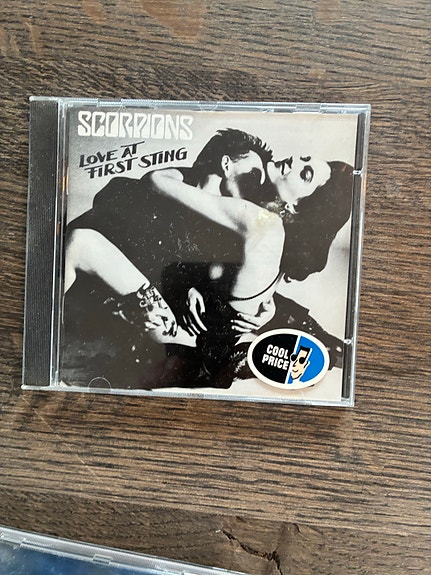 SCORPIONS
LOVE AT
FIRST STING
COOL
PRICE